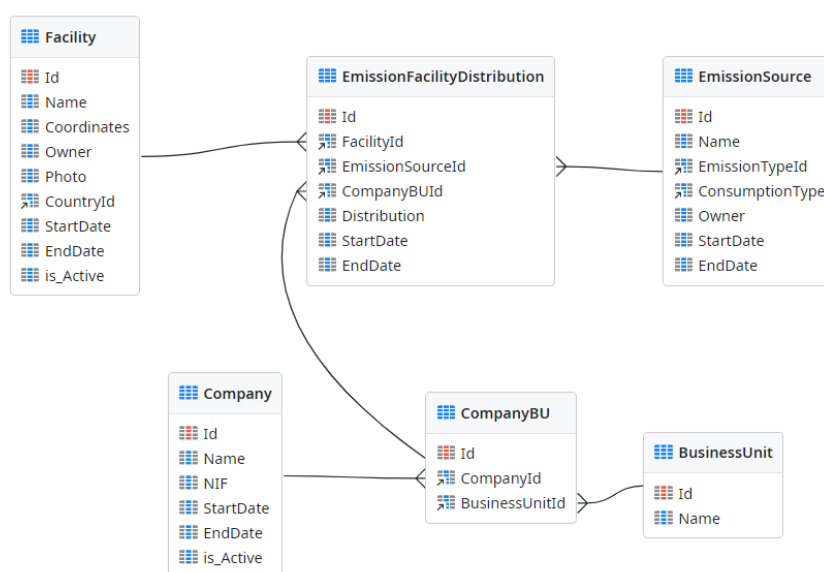 Facility
Id
Name
Coordinates
Owner
Photo
CountryId
StartDate
EndDate
is_Active
EmissionFacilityDistribution
Id
FacilityId
EmissionSourceId
CompanyBUId
Distribution
StartDate
EndDate
EmissionSource
Id
Name
EmissionTypeId
ConsumptionType
Owner
StartDate
EndDate
Company
Id
Name
NIF
StartDate
EndDate
is_Active
CompanyBU
Id
CompanyId
BusinessUnitId
BusinessUnit
Id
Name